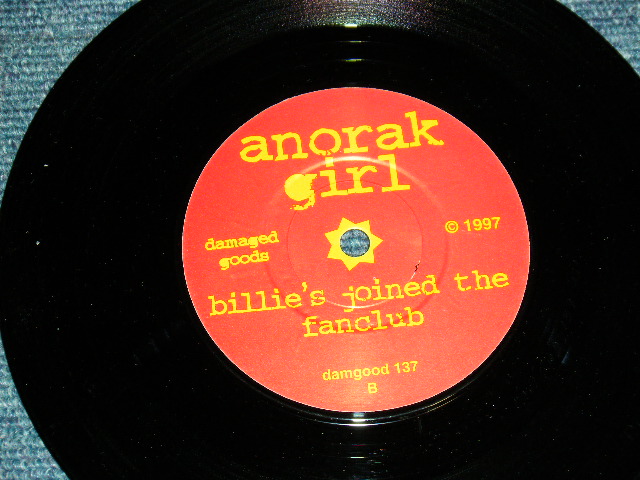 anorak
girl
damaged
goods
© 1997
billie's joined the
fanclub
damgood 137
B